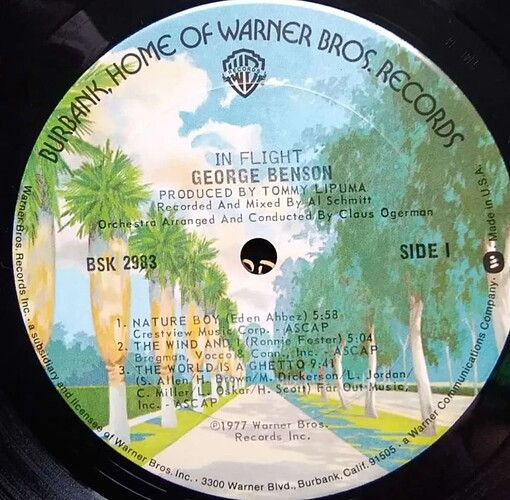 BURBANK, HOME OF WARNER BROS. RECORDS
RECORDS
IN FLIGHT
GEORGE BENSON
PRODUCED BY TOMMY LIPUMA
Recorded and Mixed By Al Schmitt
Orchestra Arranged And Conducted By Claus Ogerman
BSK 2983
SIDE 1
1. NATURE BOY (Eden Ahbez) 5:58
Crestview Music Corp. - ASCAP
2. THE WIND AND I (Ronnie Foster) 5:04
Bregman, Vocco & Conn, Inc. - ASCAP
3. THE WORLD IS A GHETTO 9:41
(S. Allen/H. Brown/M. Dickerson/L. Jordan/
C. Miller/L. Oskar/H. Scott) Far Out Music,
Inc. - ASCAP
℗1977 Warner Bros.
Records Inc.
Warner Bros. Records Inc., a subsidiary and licensee of Warner Bros. Inc. · 3300 Warner Blvd., Burbank, Calif. 91505 · a Warner Communications Company · Made in U.S.A.